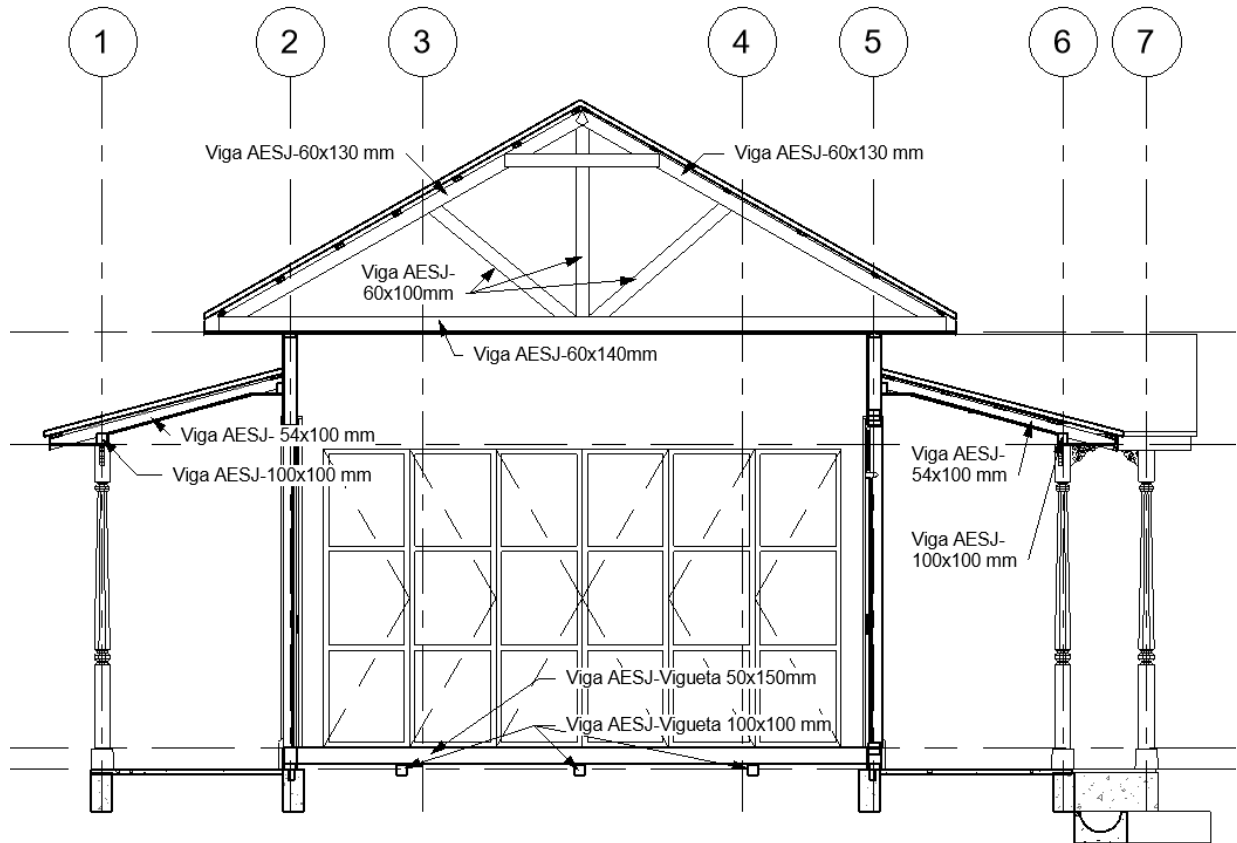 1 2 3 4 5 6 7
Viga AESJ-60x130 mm
Viga AESJ-60x130 mm
Viga AESJ-
60x100mm
Viga AESJ-60x140mm
Viga AESJ- 54x100 mm
Viga AESJ-100x100 mm
Viga AESJ-
54x100 mm
Viga AESJ-
100x100 mm
Viga AESJ-Vigueta 50x150mm
Viga AESJ-Vigueta 100x100 mm